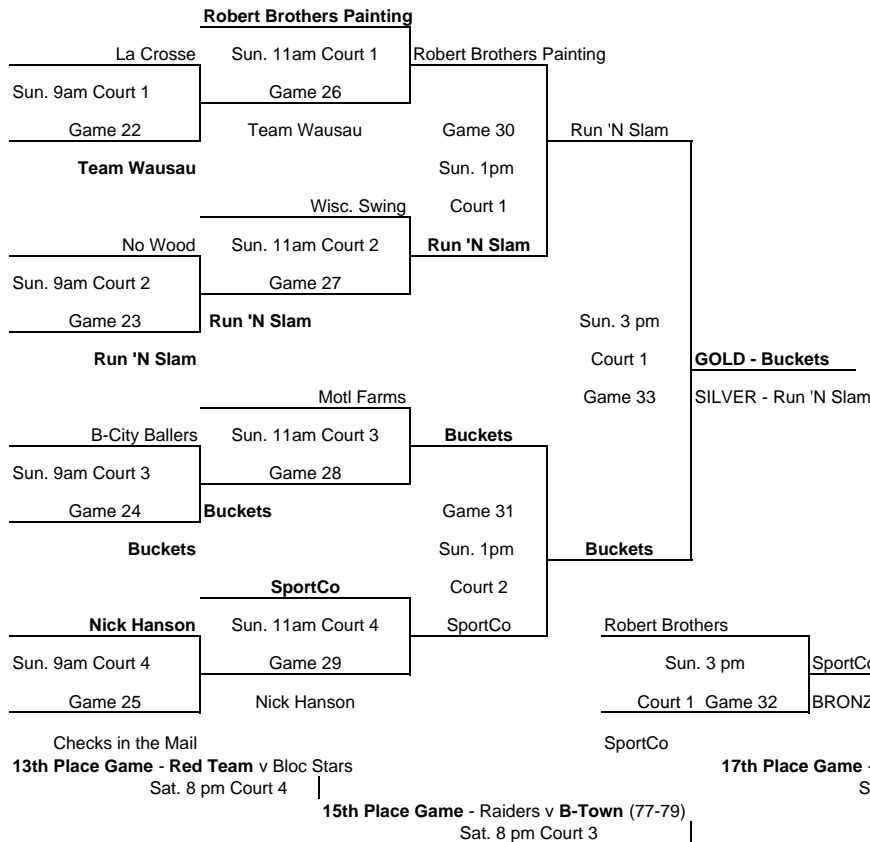 Robert Brothers Painting
La Crosse Sun. 11am Court 1 Robert Brothers Painting
Sun. 9am Court 1 Game 26
Game 22 Team Wausau Game 30 Run 'N Slam
Team Wausau Sun. 1pm
Wisc. Swing Court 1
No Wood Sun. 11am Court 2 Run 'N Slam
Sun. 9am Court 2 Game 27
Game 23 Run 'N Slam Sun. 3 pm
Run 'N Slam Court 1 GOLD - Buckets
Motl Farms Game 33 SILVER - Run 'N Slam
B-City Ballers Sun. 11am Court 3 Buckets
Sun. 9am Court 3 Game 28
Game 24 Buckets Game 31
Buckets Sun. 1pm Buckets
SportCo Court 2
Nick Hanson Sun. 11am Court 4 SportCo Robert Brothers
Sun. 9am Court 4 Game 29 Sun. 3 pm SportCo
Game 25 Nick Hanson Court 1 Game 32 BRONZ
Checks in the Mail SportCo
13th Place Game - Red Team v Bloc Stars 17th Place Game -
Sat. 8 pm Court 4 S
15th Place Game - Raiders v B-Town (77-79)
Sat. 8 pm Court 3